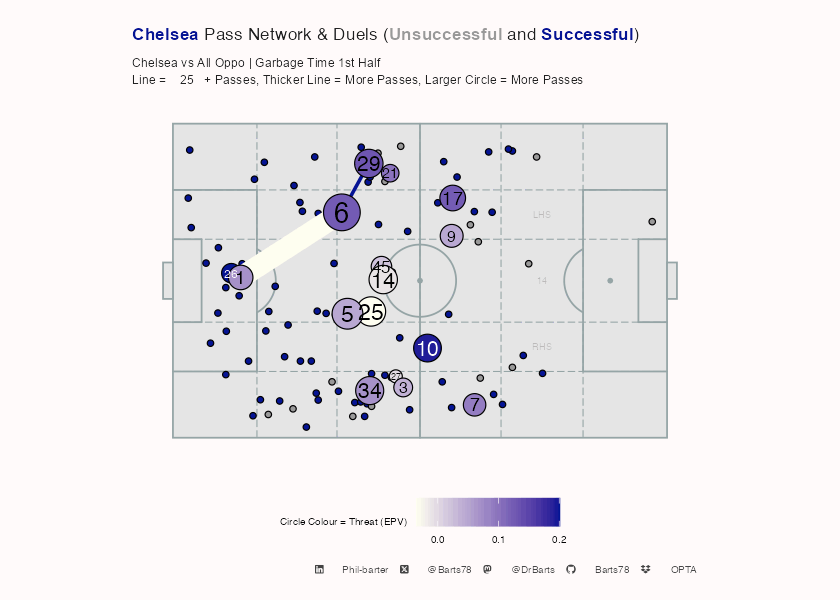 Chelsea Pass Network & Duels (Unsuccessful and Successful)
Chelsea vs All Oppo | Garbage Time 1st Half
Line = 25 + Passes, Thicker Line = More Passes, Larger Circle = More Passes
29
21
6
17
LHS
9
45
26
1
14
14
5
25
10
RHS
27
34
3
7
Circle Colour = Threat (EPV)
0.0 0.1 0.2
Phil-barter @Barts78 @DrBarts Barts78 OPTA